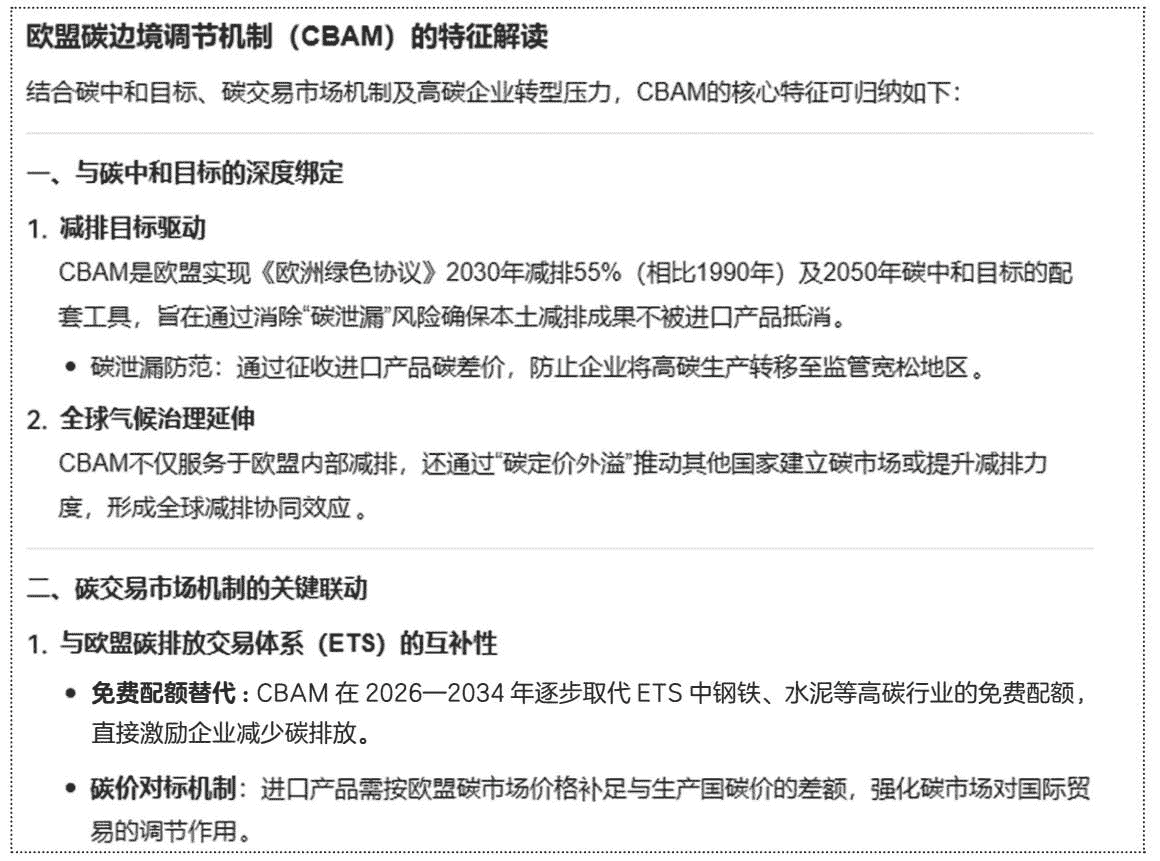 欧盟碳边境调节机制（CBAM）的特征解读
结合碳中和目标、碳交易市场机制及高碳企业转型压力，CBAM的核心特征可归纳如下：
一、与碳中和目标的深度绑定
1. 减排目标驱动
CBAM是欧盟实现《欧洲绿色协议》2030年减排55%（相比1990年）及2050年碳中和目标的配
套工具，旨在通过消除“碳泄漏”风险确保本土减排成果不被进口产品抵消。
• 碳泄漏防范：通过征收进口产品碳差价，防止企业将高碳生产转移至监管宽松地区。
2. 全球气候治理延伸
CBAM不仅服务于欧盟内部减排，还通过“碳定价外溢”推动其他国家建立碳市场或提升减排力
度，形成全球减排协同效应。
二、碳交易市场机制的关键联动
1. 与欧盟碳排放交易体系（ETS）的互补性
• 免费配额替代：CBAM 在 2026—2034 年逐步取代 ETS 中钢铁、水泥等高碳行业的免费配额，
直接激励企业减少碳排放。
• 碳价对标机制：进口产品需按欧盟碳市场价格补足与生产国碳价的差额，强化碳市场对国际贸
易的调节作用。